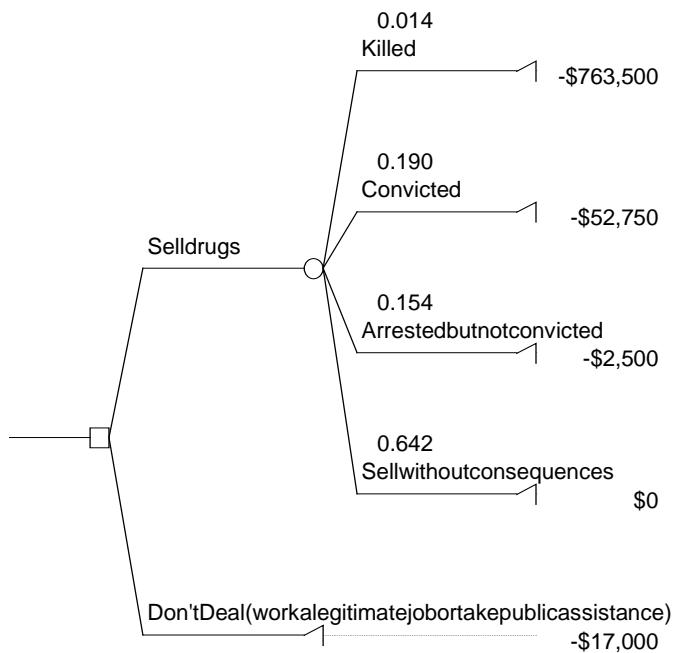 0.014
Killed
-$763,500
0.190
Convicted
-$52,750
Selldrugs
0.154
Arrestedbutnotconvicted
-$2,500
0.642
Sellwithoutconsequences
$0
Don'tDeal(workalegitimatejobortakepublicassistance)
-$17,000